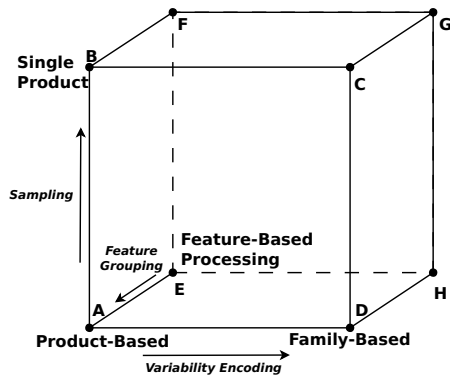 F
G
B
Single
Product
C
Sampling
Feature-Based
Processing
Feature
Grouping
E
H
A
D
Product-Based
Family-Based
Variability Encoding